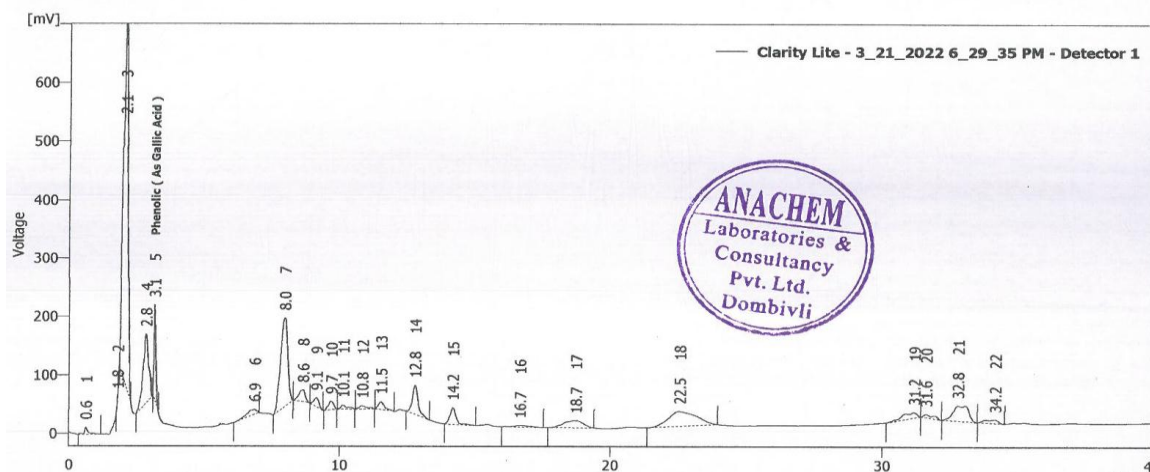 [mV]
Clarity Lite - 3_21_2022 6_29_35 PM - Detector 1
600
500
400
300
200
100
0
Voltage
0.6 1
1.8 2
2.1 3
2.8 4
3.1 5 Phenolic ( As Gallic Acid )
6.9 6
8.0 7
8.6 8
9.1 9
9.7 10
10.1 11
10.8 12
11.5 13
12.8 14
14.2 15
16.7 16
18.7 17
22.5 18
31.2 19
31.6 20
32.8 21
34.2 22
ANACHEM
Laboratories &
Consultancy
Pvt. Ltd.
Dombivli
0 10 20 30